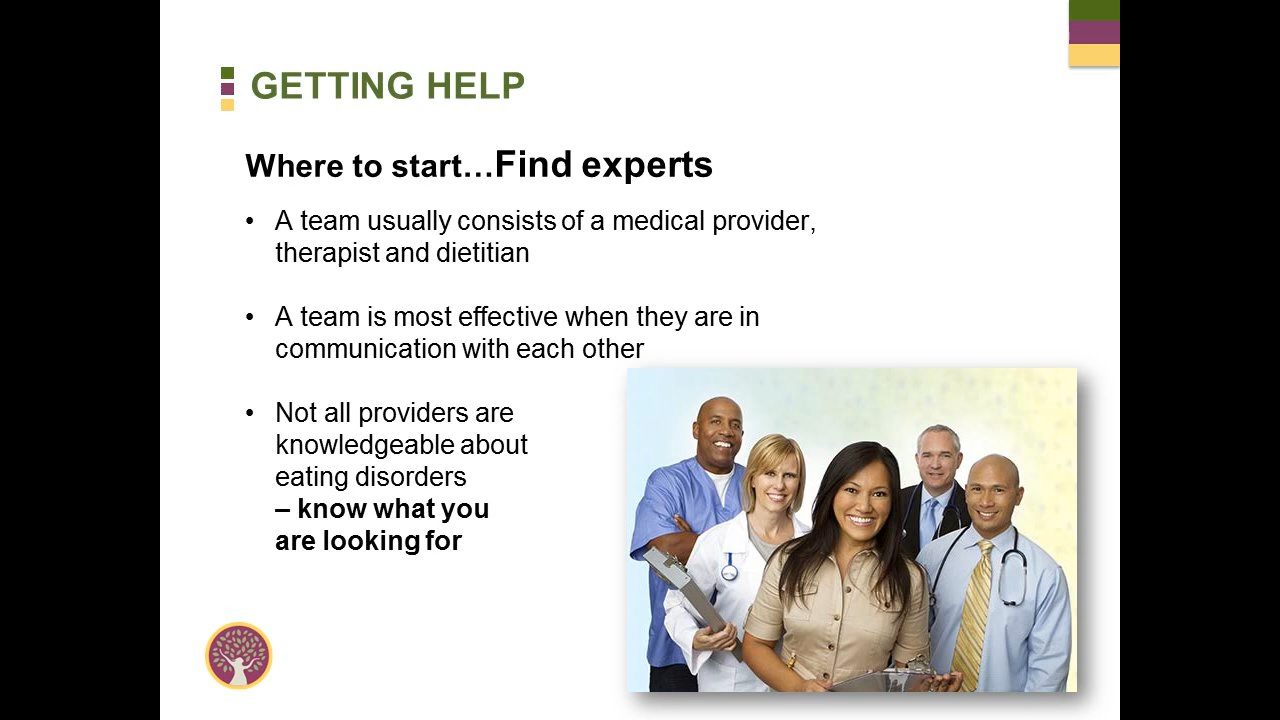 GETTING HELP
Where to start…Find experts
• A team usually consists of a medical provider,
therapist and dietitian
• A team is most effective when they are in
communication with each other
• Not all providers are
knowledgeable about
eating disorders
– know what you
are looking for